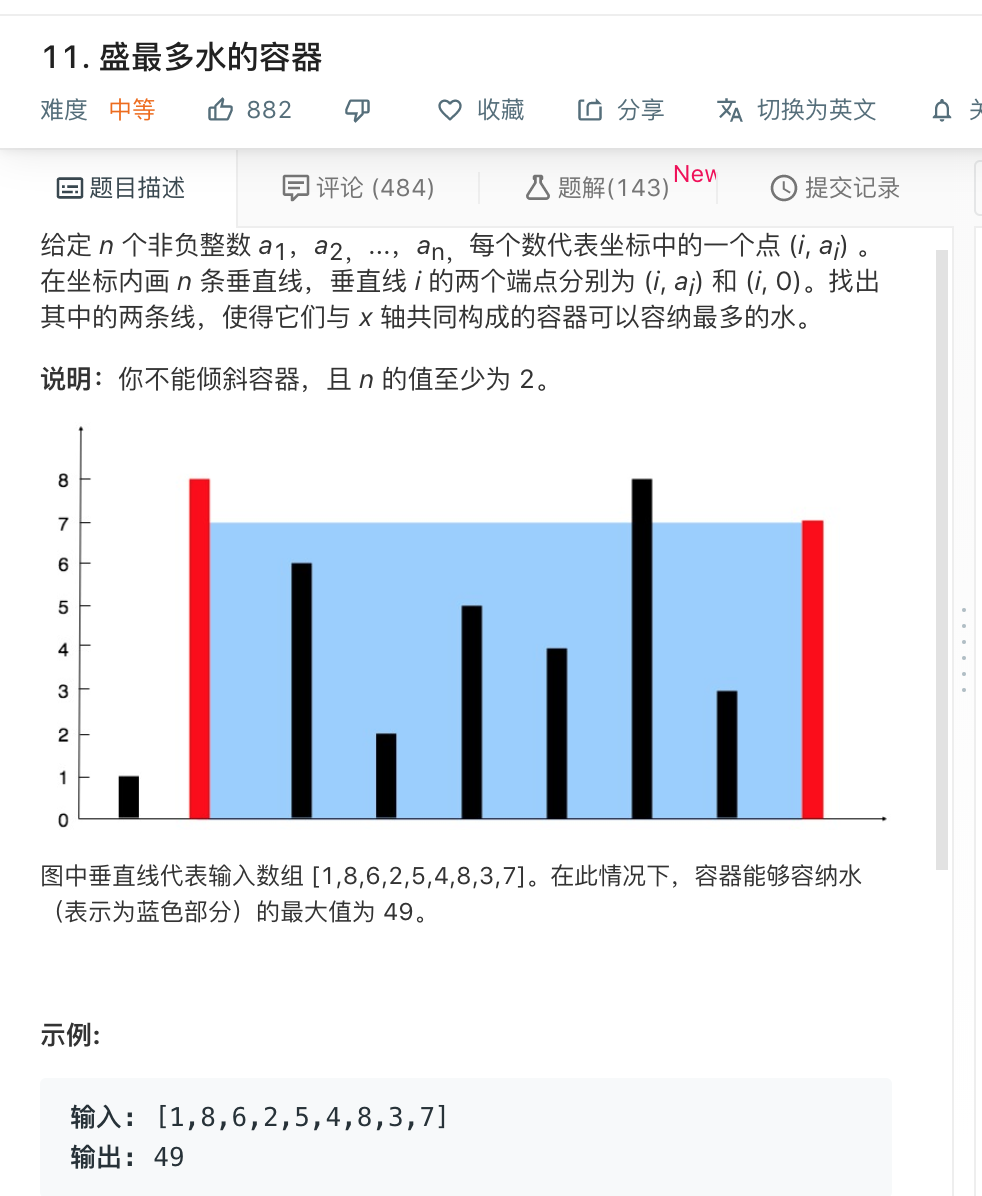 11. 盛最多水的容器
难度 中等 882 收藏 分享 切换为英文 关
题目描述 评论 (484) 题解(143) New 提交记录
给定 n 个非负整数 a1，a2，...，an，每个数代表坐标中的一个点 (i, ai) 。
在坐标内画 n 条垂直线，垂直线 i 的两个端点分别为 (i, ai) 和 (i, 0)。找出
其中的两条线，使得它们与 x 轴共同构成的容器可以容纳最多的水。
说明：你不能倾斜容器，且 n 的值至少为 2。
8
7
6
5
4
3
2
1
0
图中垂直线代表输入数组 [1,8,6,2,5,4,8,3,7]。在此情况下，容器能够容纳水
（表示为蓝色部分）的最大值为 49。
示例:
输入: [1,8,6,2,5,4,8,3,7]
输出: 49